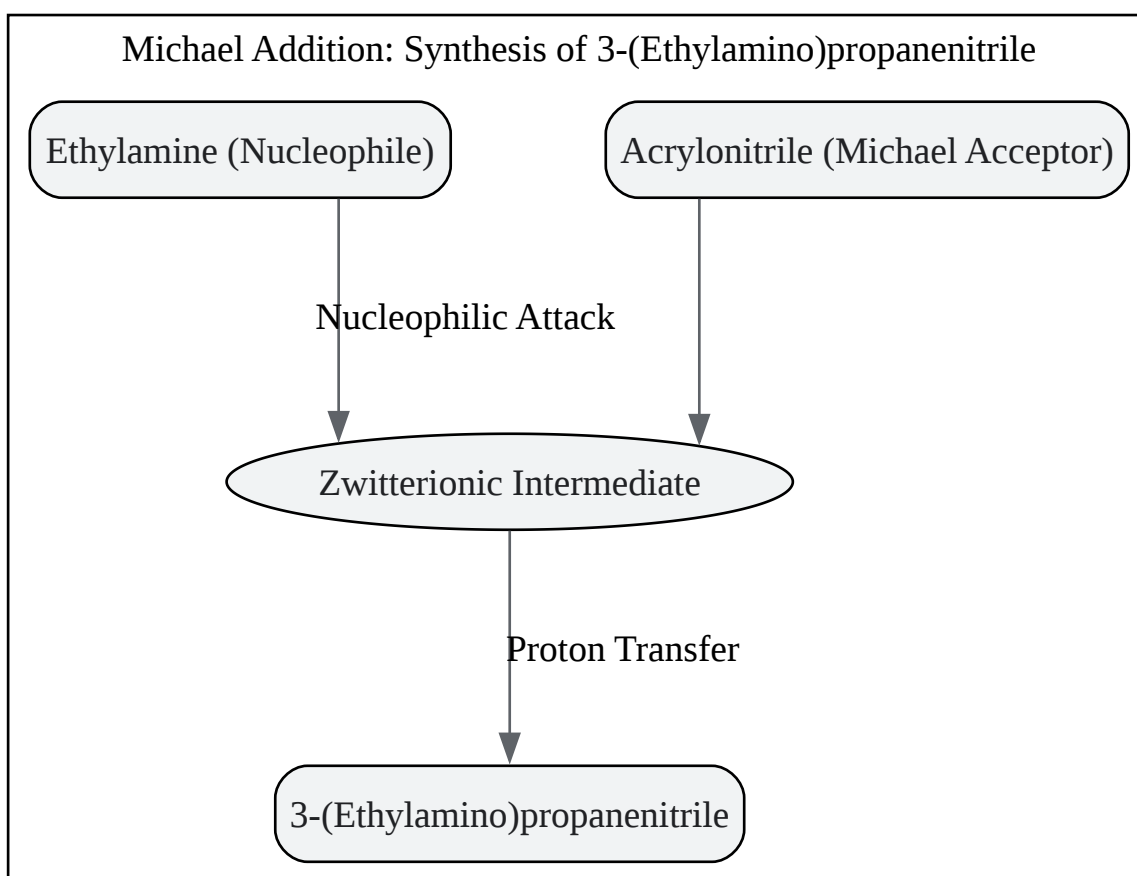 Michael Addition: Synthesis of 3-(Ethylamino)propanenitrile
Ethylamine (Nucleophile)
Acrylonitrile (Michael Acceptor)
Nucleophilic Attack
Zwitterionic Intermediate
Proton Transfer
3-(Ethylamino)propanenitrile